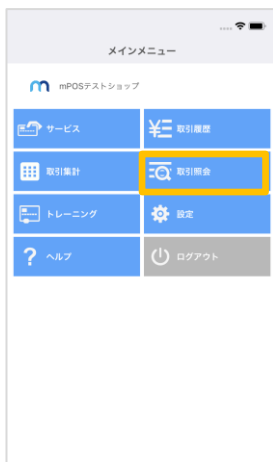 メインメニュー
mPOSテストショップ
サービス
取引履歴
取引集計
取引照会
トレーニング
設定
ヘルプ
ログアウト